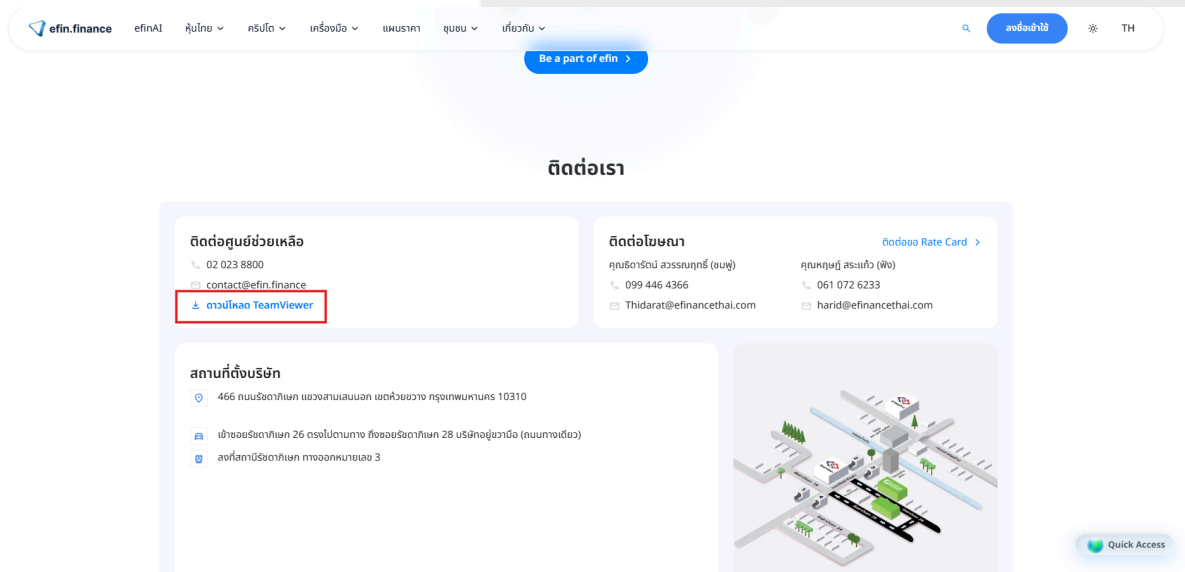 efin.finance efinAI หุ้นไทย คริปโต เครื่องมือ แผนราคา ชุมชน เกี่ยวกับ ลงชื่อเข้าใช้ TH
Be a part of efin
ติดต่อเรา
ติดต่อศูนย์ช่วยเหลือ
02 023 8800
contact@efin.finance
ดาวน์โหลด TeamViewer
ติดต่อโฆษณา ติดต่อขอ Rate Card
คุณธิดารัตน์ สวรรณฤทธิ์ (ชมพู่) คุณหฤษฎ์ สระแก้ว (ฟิง)
099 446 4366 061 072 6233
Thidarat@efinancethai.com harid@efinancethai.com
สถานที่ตั้งบริษัท
466 ถนนรัชดาภิเษก แขวงสามเสนนอก เขตห้วยขวาง กรุงเทพมหานคร 10310
เข้าซอยรัชดาภิเษก 26 ตรงไปตามทาง ถึงซอยรัชดาภิเษก 28 บริษัทอยู่ขวามือ (ถนนทางเดียว)
ลงที่สถานีรัชดาภิเษก ทางออกหมายเลข 3
Quick Access